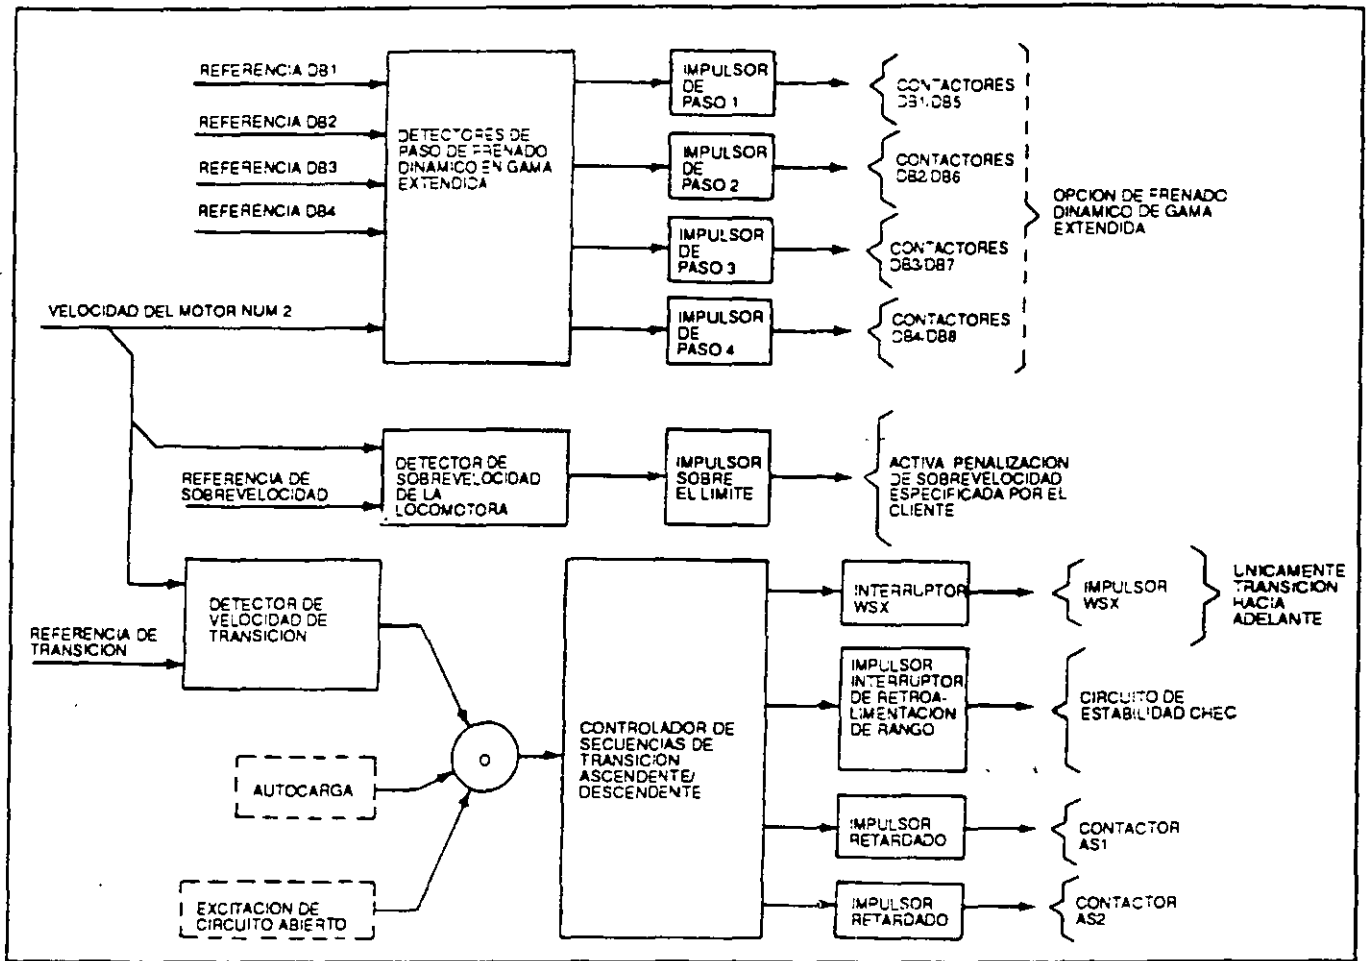 REFERENCIA DB1
REFERENCIA DB2
REFERENCIA DB3
REFERENCIA DB4
VELOCIDAD DEL MOTOR NUM 2
DETECTORES DE
PASO DE FRENADO
DINAMICO EN GAMA
EXTENDIDA
IMPULSOR
DE
PASO 1
IMPULSOR
DE
PASO 2
IMPULSOR
DE
PASO 3
IMPULSOR
DE
PASO 4
CONTACTORES
DB1-DB5
CONTACTORES
DB2-DB6
CONTACTORES
DB3-DB7
CONTACTORES
DB4-DB8
OPCION DE FRENADO
DINAMICO DE GAMA
EXTENDIDA
REFERENCIA DE
SOBREVELOCIDAD
DETECTOR DE
SOBREVELOCIDAD
DE LA
LOCOMOTORA
IMPULSOR
SOBRE
EL LIMITE
ACTIVA PENALIZACION
DE SOBREVELOCIDAD
ESPECIFICADA POR EL
CLIENTE
REFERENCIA DE
TRANSICION
DETECTOR DE
VELOCIDAD DE
TRANSICION
AUTOCARGA
EXCITACION DE
CIRCUITO ABIERTO
O
CONTROLADOR DE
SECUENCIAS DE
TRANSICION
ASCENDENTE/
DESCENDENTE
INTERRUPTOR
WSX
IMPULSOR
WSX
UNICAMENTE
TRANSICION
HACIA
ADELANTE
IMPULSOR
INTERRUPTOR
DE RETROA-
LIMENTACION
DE RANGO
CIRCUITO DE
ESTABILIDAD CHEC
IMPULSOR
RETARDADO
CONTACTOR
AS1
IMPULSOR
RETARDADO
CONTACTOR
AS2